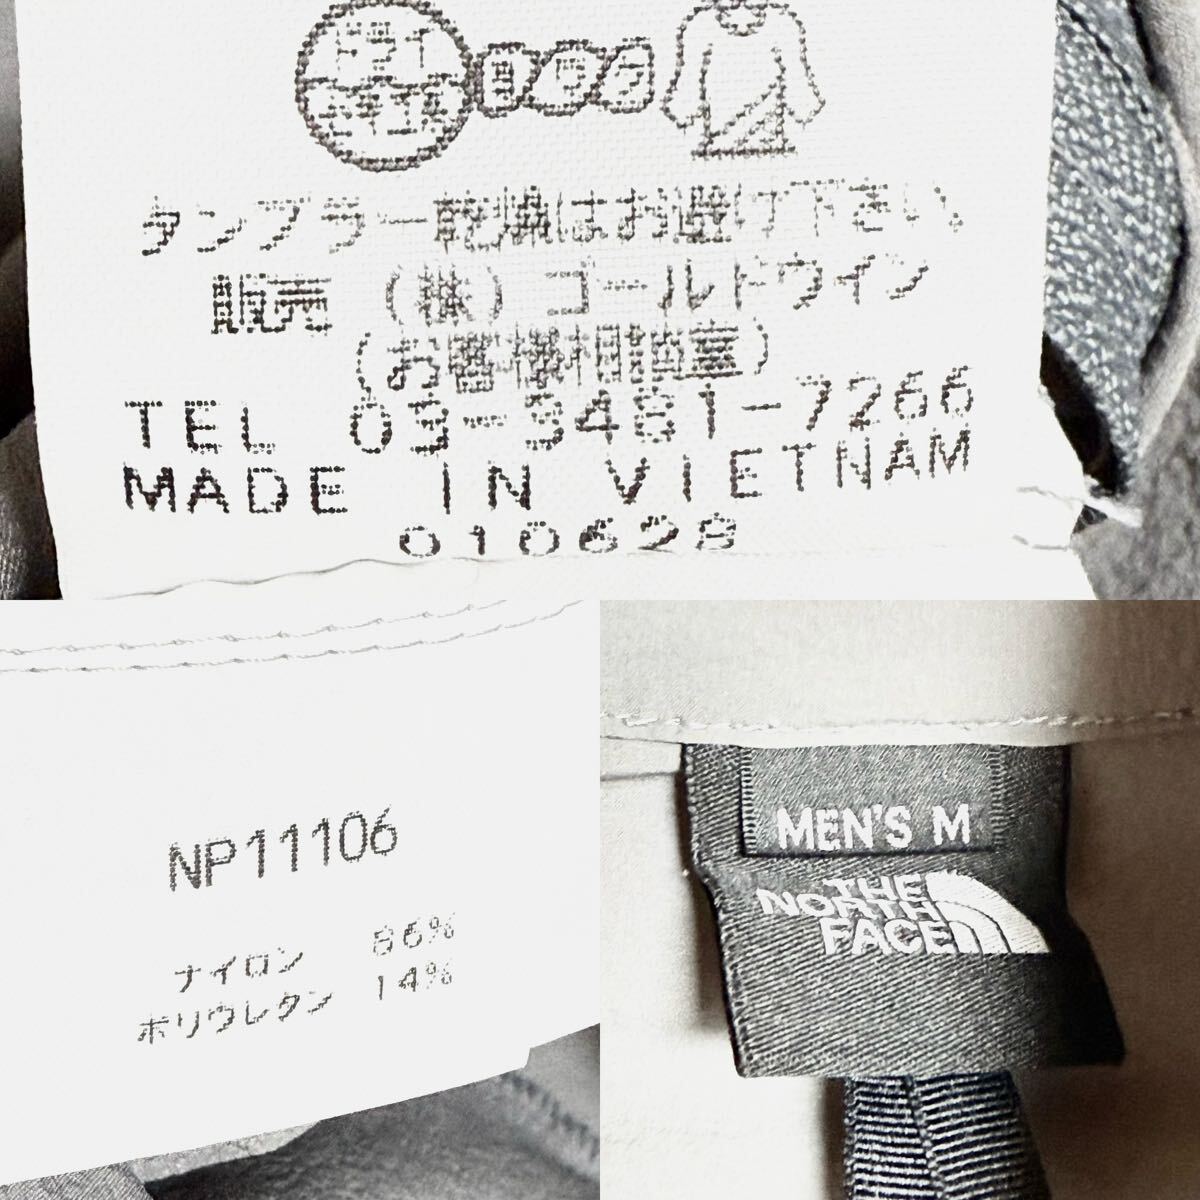 ドライ
タンブラー乾燥はお避け下さい。
販売 (株) ゴールドウイン
(お客様相談室)
TEL 03-3481-7266
MADE IN VIETNAM
010628
NP11106
ナイロン 86%
ポリウレタン 14%
MEN'S M
THE
NORTH
FACE